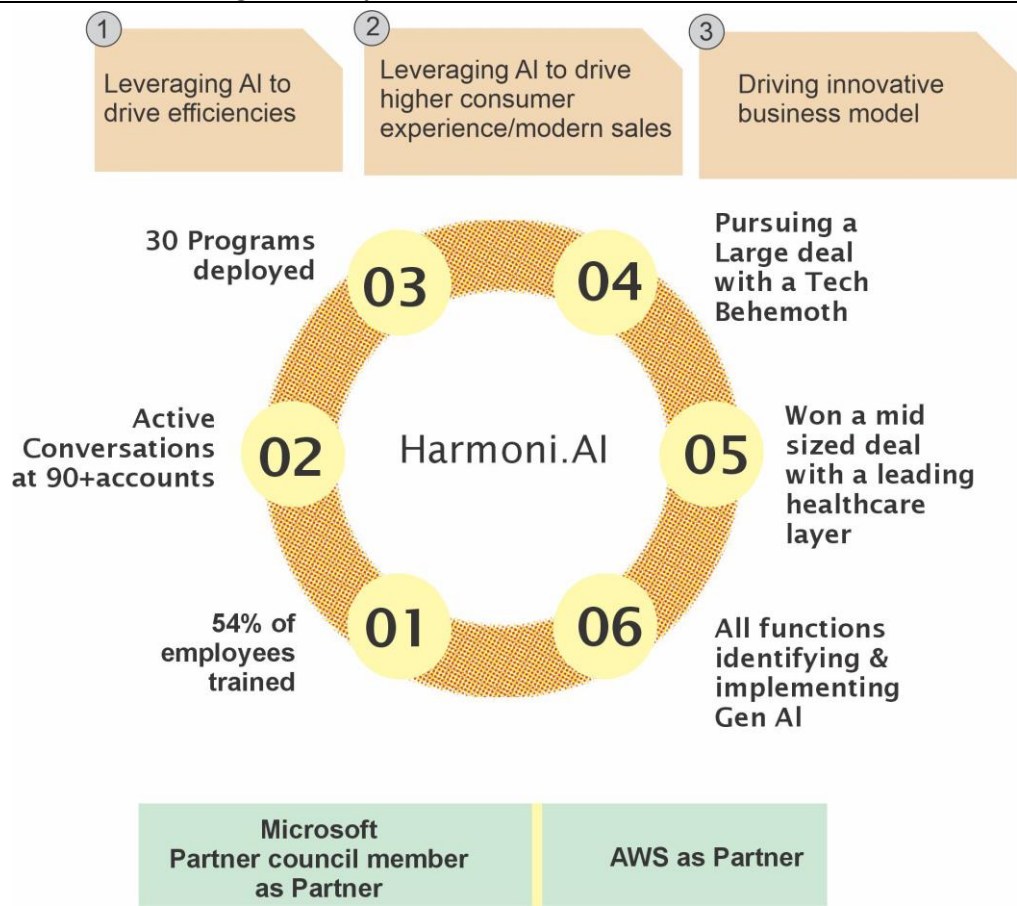 1
Leveraging AI to
drive efficiencies
2
Leveraging AI to drive
higher consumer
experience/modern sales
3
Driving innovative
business model
30 Programs
deployed
03
04
Pursuing a
Large deal
with a Tech
Behemoth
Active
Conversations
at 90+accounts
02
Harmoni.AI
05
Won a mid
sized deal
with a leading
healthcare
layer
54% of
employees
trained
01
06
All functions
identifying &
implementing
Gen Al
Microsoft
Partner council member
as Partner
AWS as Partner